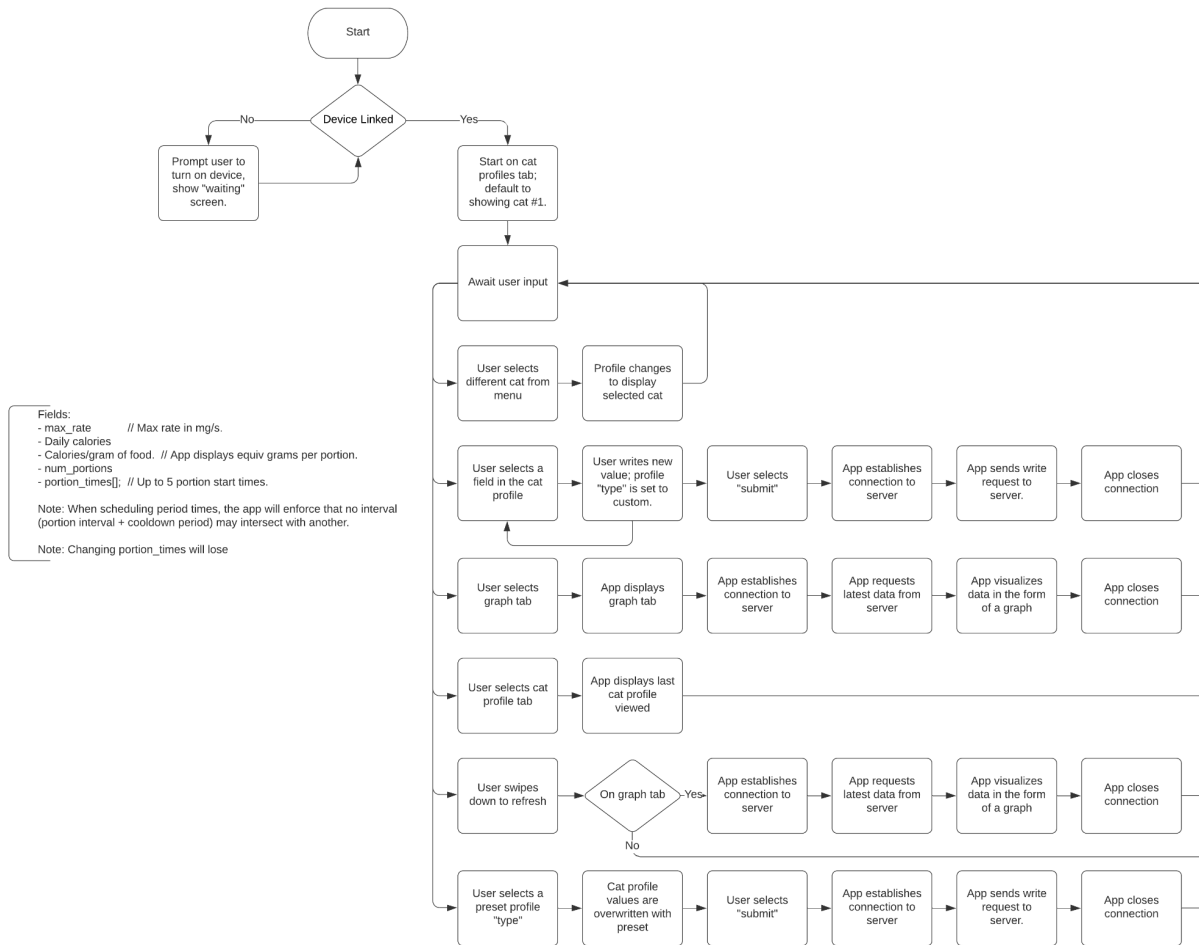 Start
Device Linked
No
Yes
Prompt user to
turn on device,
show "waiting"
screen.
Start on cat
profiles tab;
default to
showing cat #1.
Await user input
User selects
different cat from
menu
Profile changes
to display
selected cat
Fields:
- max_rate // Max rate in mg/s.
- Daily calories
- Calories/gram of food. // App displays equiv grams per portion.
- num_portions
- portion_times[]; // Up to 5 portion start times.
Note: When scheduling period times, the app will enforce that no interval
(portion interval + cooldown period) may intersect with another.
Note: Changing portion_times will lose
User selects a
field in the cat
profile
User writes new
value; profile
"type" is set to
custom.
User selects
"submit"
App establishes
connection to
server
App sends write
request to
server.
App closes
connection
User selects
graph tab
App displays
graph tab
App establishes
connection to
server
App requests
latest data from
server
App visualizes
data in the form
of a graph
App closes
connection
User selects cat
profile tab
App displays last
cat profile
viewed
User swipes
down to refresh
On graph tab
Yes
No
App establishes
connection to
server
App requests
latest data from
server
App visualizes
data in the form
of a graph
App closes
connection
User selects a
preset profile
"type"
Cat profile
values are
overwritten with
preset
User selects
"submit"
App establishes
connection to
server
App sends write
request to
server.
App closes
connection